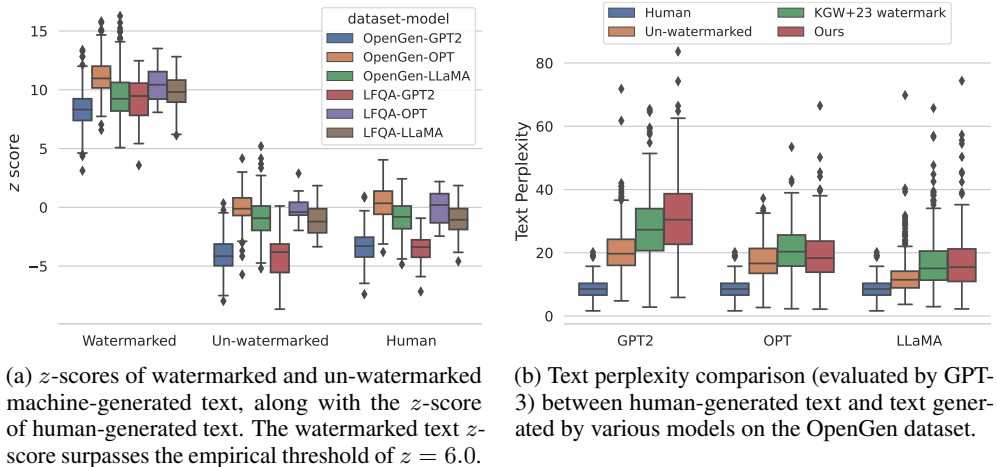 dataset-model
OpenGen-GPT2
OpenGen-OPT
OpenGen-LLaMA
LFQA-GPT2
LFQA-OPT
LFQA-LLaMA
15
10
5
0
−5
z score
Watermarked Un-watermarked Human
(a) z-scores of watermarked and un-watermarked
machine-generated text, along with the z-score
of human-generated text. The watermarked text z-
score surpasses the empirical threshold of z = 6.0.
Human KGW+23 watermark
Un-watermarked Ours
80
60
40
20
0
Text Perplexity
GPT2 OPT LLaMA
(b) Text perplexity comparison (evaluated by GPT-
3) between human-generated text and text gener-
ated by various models on the OpenGen dataset.